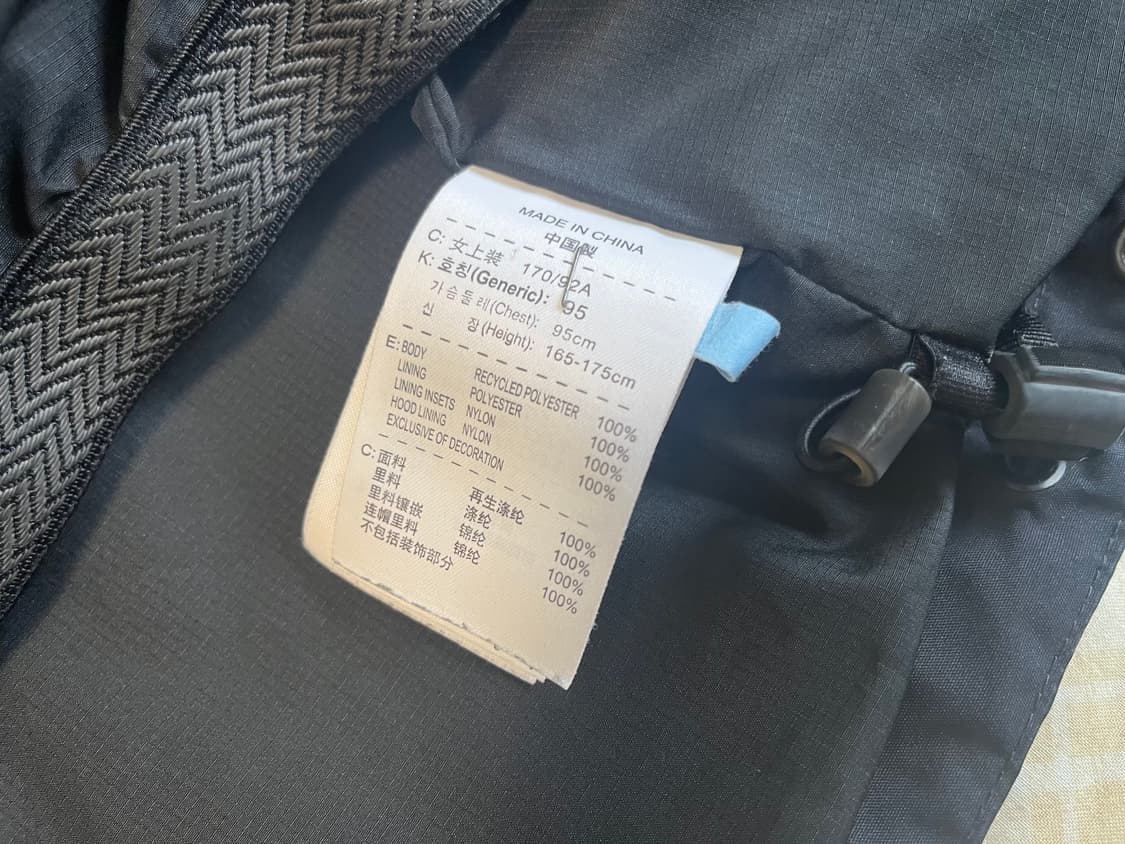 MADE IN CHINA
中国製
C: 女上装 170/92A
K: 호칭(Generic): 95
가슴둘레(Chest): 95cm
신 장(Height): 165-175cm
E: BODY RECYCLED POLYESTER 100%
LINING POLYESTER 100%
LINING INSETS NYLON 100%
HOOD LINING NYLON 100%
EXCLUSIVE OF DECORATION
C: 面料 再生涤纶 100%
里料 涤纶 100%
里料镶嵌 锦纶 100%
连帽里料 锦纶 100%
不包括装饰部分